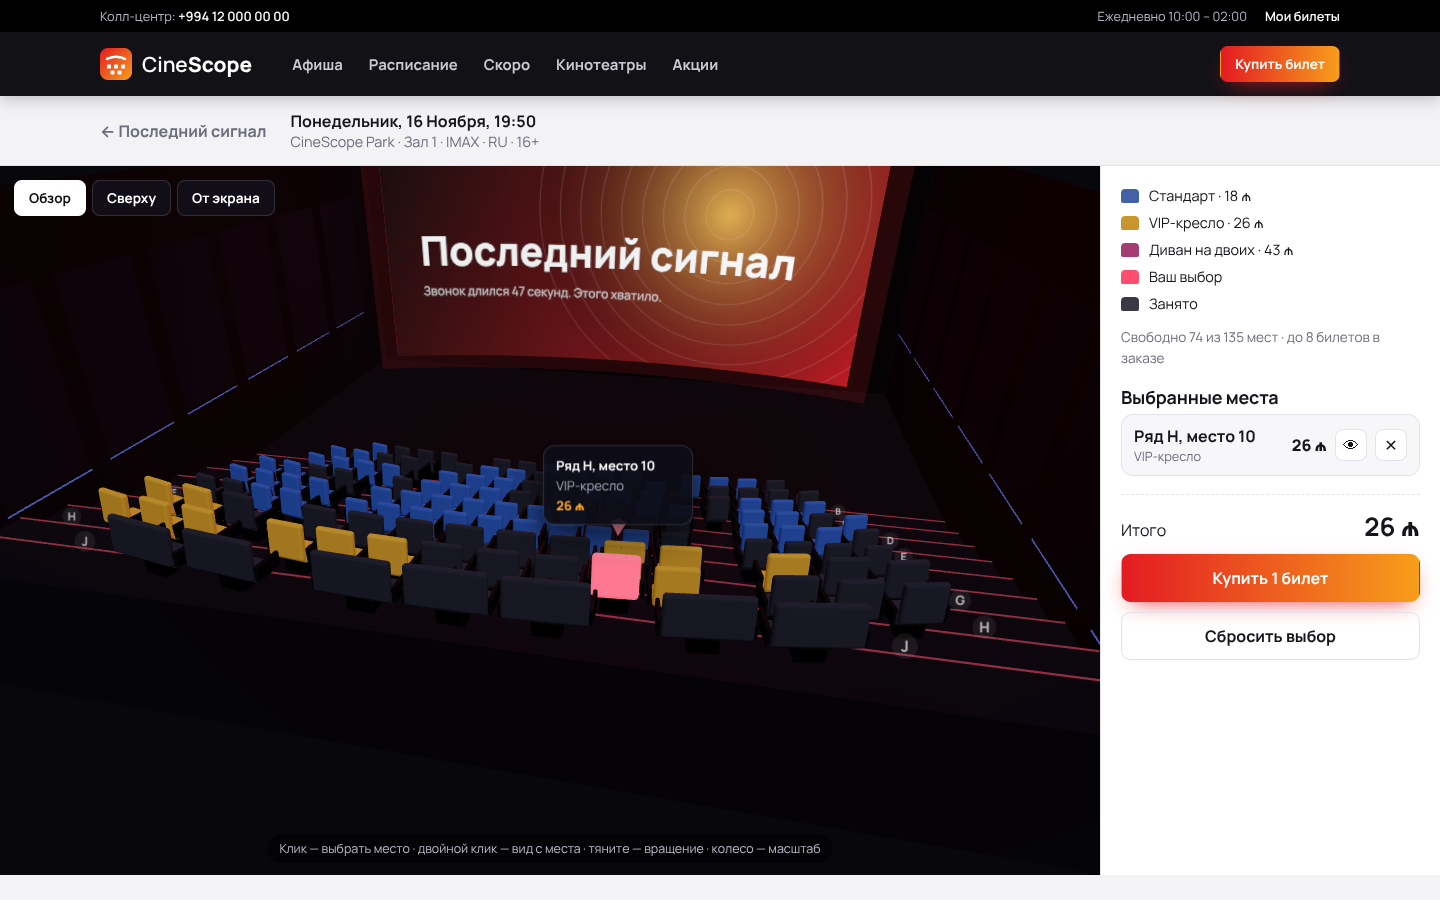 Колл-центр: +994 12 000 00 00
Ежедневно 10:00 – 02:00
Мои билеты
CineScope
Афиша
Расписание
Скоро
Кинотеатры
Акции
Купить билет
← Последний сигнал
Понедельник, 16 Ноября, 19:50
CineScope Park · Зал 1 · IMAX · RU · 16+
Обзор
Сверху
От экрана
Последний сигнал
Звонок длился 47 секунд. Этого хватило.
Ряд H, место 10
VIP-кресло
26 ₼
E
H
J
B
D
E
G
H
J
Клик — выбрать место · двойной клик — вид с места · тяните — вращение · колесо — масштаб
Стандарт · 18 ₼
VIP-кресло · 26 ₼
Диван на двоих · 43 ₼
Ваш выбор
Занято
Свободно 74 из 135 мест · до 8 билетов в
заказе
Выбранные места
Ряд H, место 10
VIP-кресло
26 ₼
Итого
26 ₼
Купить 1 билет
Сбросить выбор